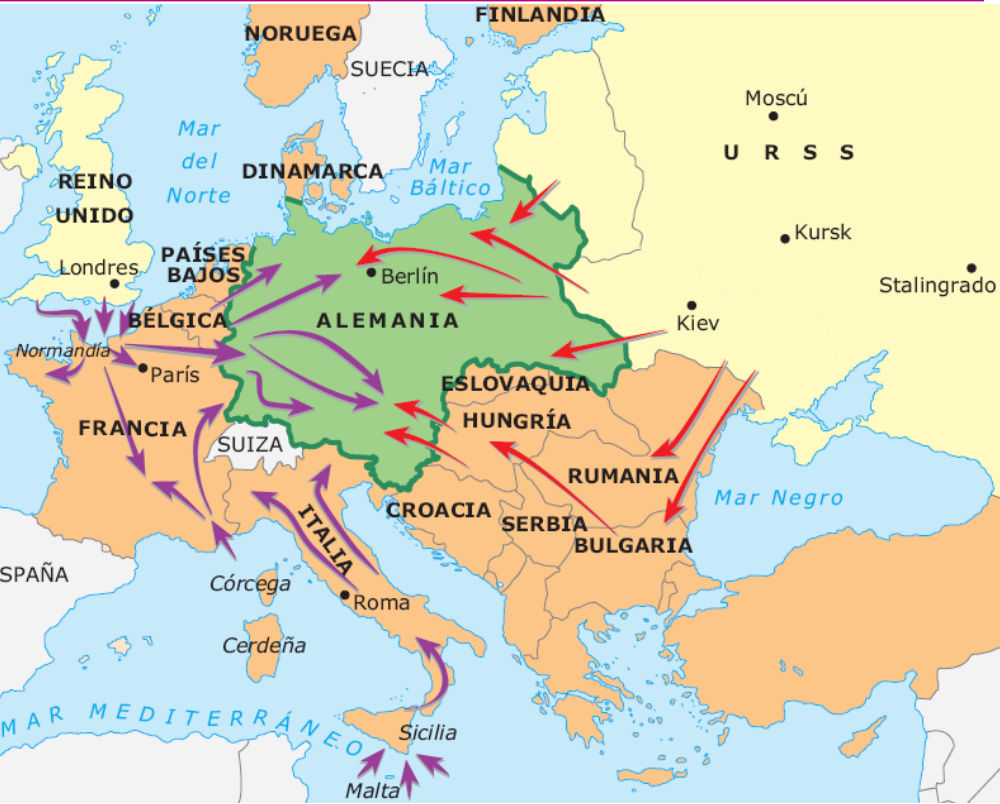 FINLANDIA
NORUEGA
SUECIA
Moscú
U R S S
Mar
del
Norte
DINAMARCA
Mar
Báltico
REINO
UNIDO
Kursk
PAÍSES
BAJOS
Londres
Berlín
Stalingrado
BÉLGICA
ALEMANIA
Kiev
Normandía
París
ESLOVAQUIA
HUNGRÍA
FRANCIA
SUIZA
RUMANIA
Mar Negro
CROACIA
SERBIA
BULGARIA
ITALIA
SPAÑA
Córcega
Roma
Cerdeña
MAR MEDITERRÁNEO
Sicilia
Malta